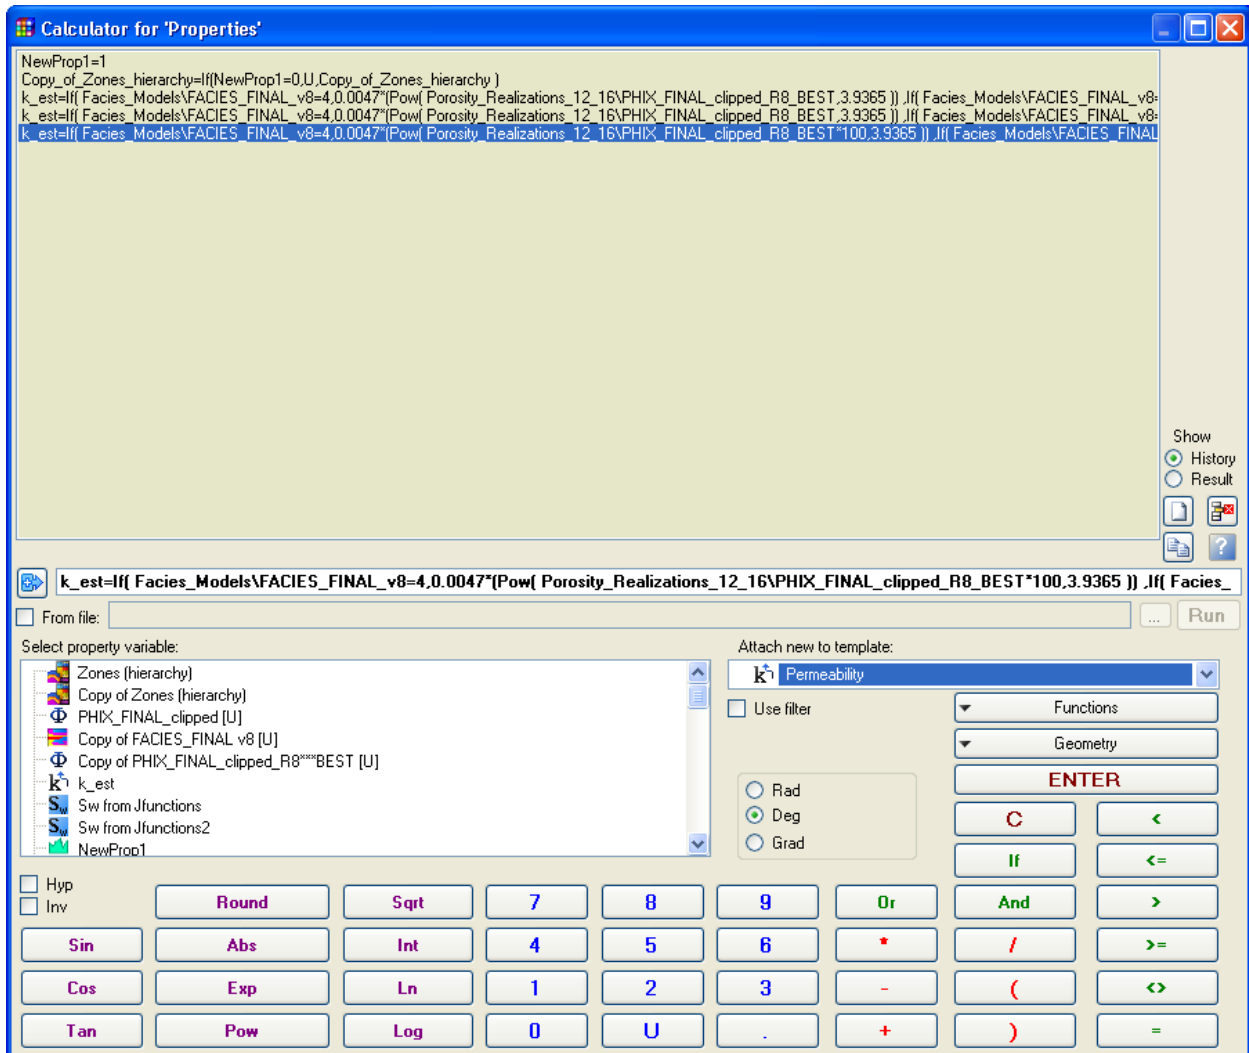 Calculator for 'Properties'
NewProp1=1
Copy_of_Zones_hierarchy=If(NewProp1=0,U,Copy_of_Zones_hierarchy )
k_est=If( Facies_Models\FACIES_FINAL_v8=4,0.0047*(Pow( Porosity_Realizations_12_16\PHIX_FINAL_clipped_R8_BEST,3.9365 )) ,If( Facies_Models\FACIES_FINAL_v8=
k_est=If( Facies_Models\FACIES_FINAL_v8=4,0.0047*(Pow( Porosity_Realizations_12_16\PHIX_FINAL_clipped_R8_BEST,3.9365 )) ,If( Facies_Models\FACIES_FINAL_v8=
k_est=If( Facies_Models\FACIES_FINAL_v8=4,0.0047*(Pow( Porosity_Realizations_12_16\PHIX_FINAL_clipped_R8_BEST*100,3.9365 )) ,If( Facies_Models\FACIES_FINAL
Show
History
Result
?
k_est=If( Facies_Models\FACIES_FINAL_v8=4,0.0047*(Pow( Porosity_Realizations_12_16\PHIX_FINAL_clipped_R8_BEST*100,3.9365 )) ,If( Facies_
From file: ... Run
Select property variable:
Zones (hierarchy)
Copy of Zones (hierarchy)
Φ PHIX_FINAL_clipped [U]
Copy of FACIES_FINAL v8 [U]
Φ Copy of PHIX_FINAL_clipped_R8***BEST [U]
k k_est
Sw Sw from Jfunctions
Sw Sw from Jfunctions2
NewProp1
Attach new to template:
k Permeability
Use filter
Functions
Geometry
Rad
Deg
Grad
ENTER
C <
If <=
Hyp
Inv
Round Sqrt 7 8 9 Or And >
Sin Abs Int 4 5 6 * / >=
Cos Exp Ln 1 2 3 - ( <>
Tan Pow Log 0 U . + ) =